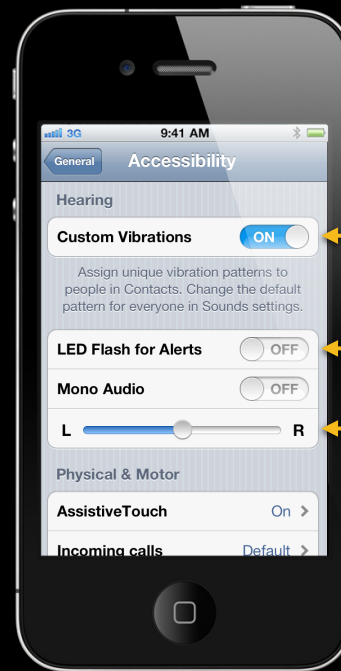 3G 9:41 AM
General Accessibility
Hearing
Custom Vibrations ON
Assign unique vibration patterns to
people in Contacts. Change the default
pattern for everyone in Sounds settings.
LED Flash for Alerts OFF
Mono Audio OFF
L R
Physical & Motor
AssistiveTouch On
Incoming calls Default